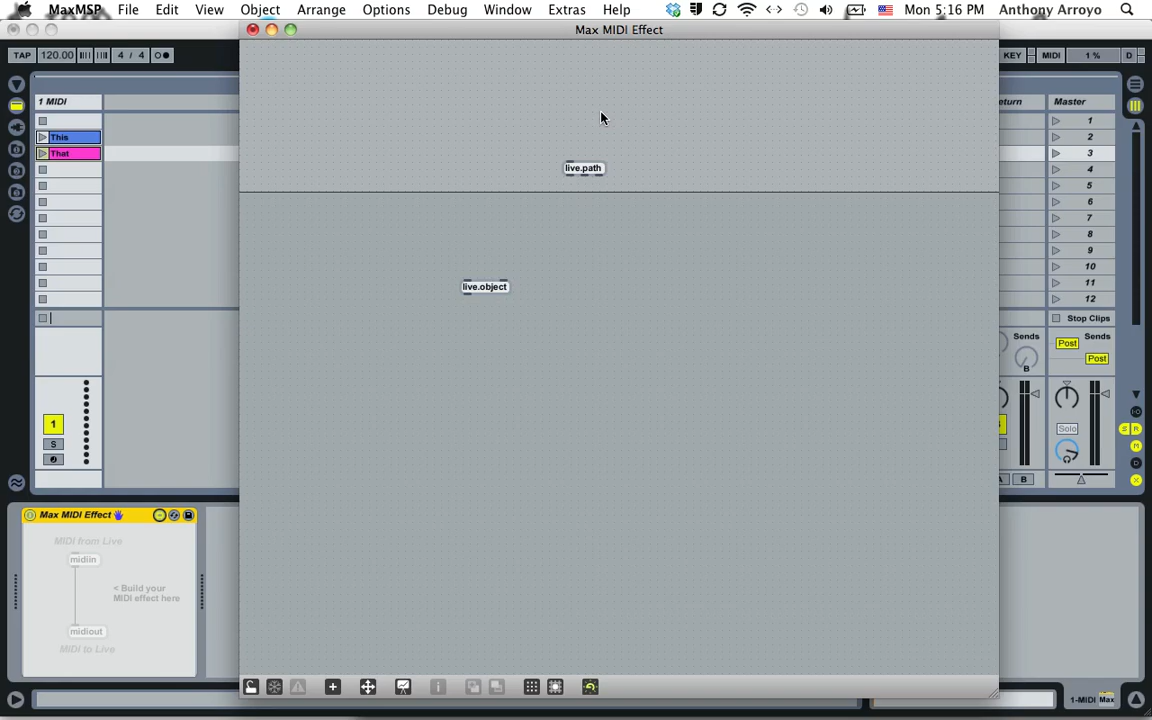 MaxMSP File Edit View Object Arrange Options Debug Window Extras Help Mon 5:16 PM Anthony Arroyo
Max MIDI Effect
TAP 120.00 4 / 4 KEY MIDI 1 % D
1 MIDI eturn Master
1
This 2
That 3
4
5
6
7
8
9
10
11
12
live.path
live.object
Stop Clips
Sends Sends
Post
B Post
1
S Solo
A B
S R
M
D
X
Max MIDI Effect
MIDI from Live
midiin
< Build your
MIDI effect here
midiout
MIDI to Live
1-MIDI Max